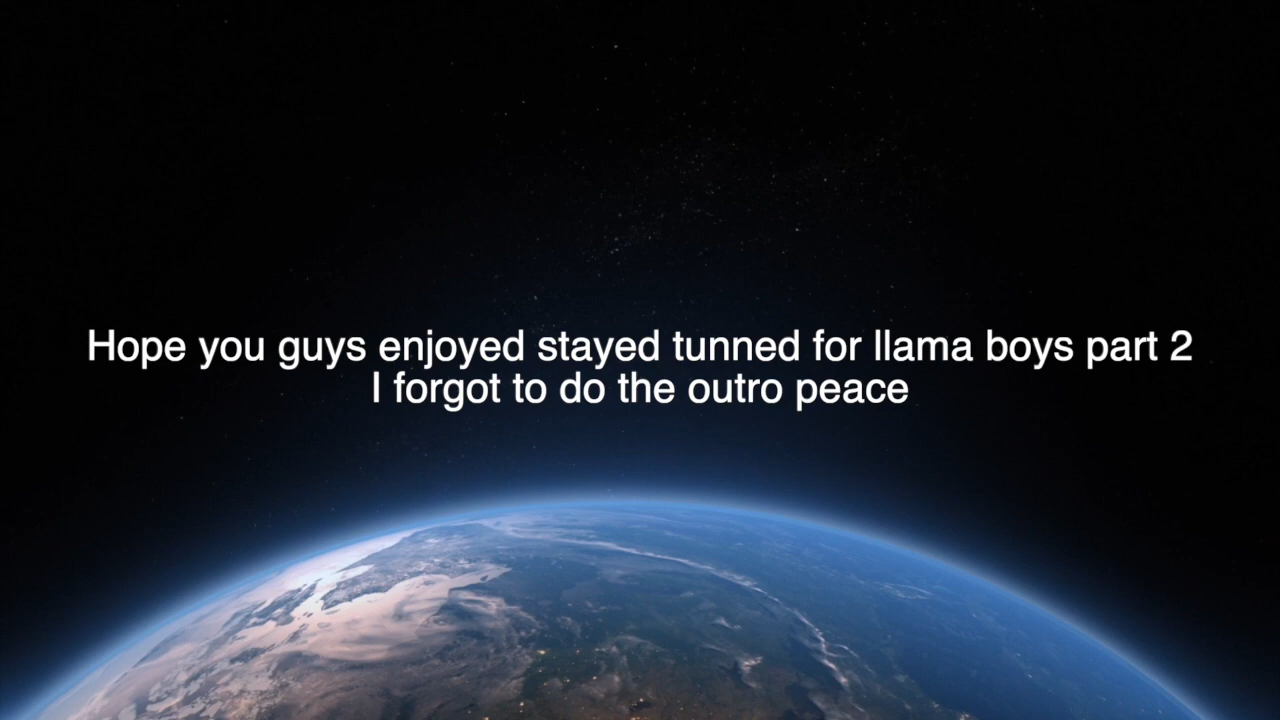 Hope you guys enjoyed stayed tunned for llama boys part 2
I forgot to do the outro peace